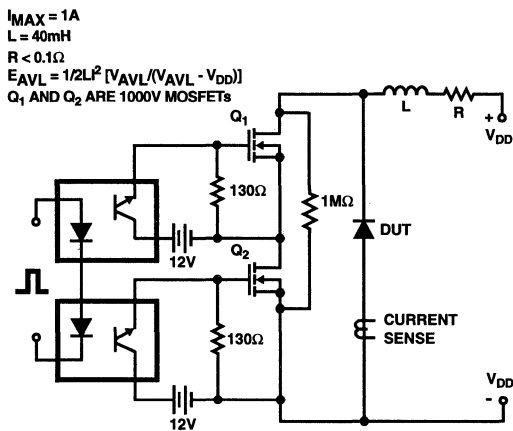 IMAX = 1A
L = 40mH
R < 0.1Ω
EAVL = 1/2LI² [VAVL/(VAVL - VDD)]
Q1 AND Q2 ARE 1000V MOSFETs
Q1
L
R
+
VDD
130Ω
1MΩ
DUT
12V
Q2
CURRENT
SENSE
130Ω
VDD
-
12V